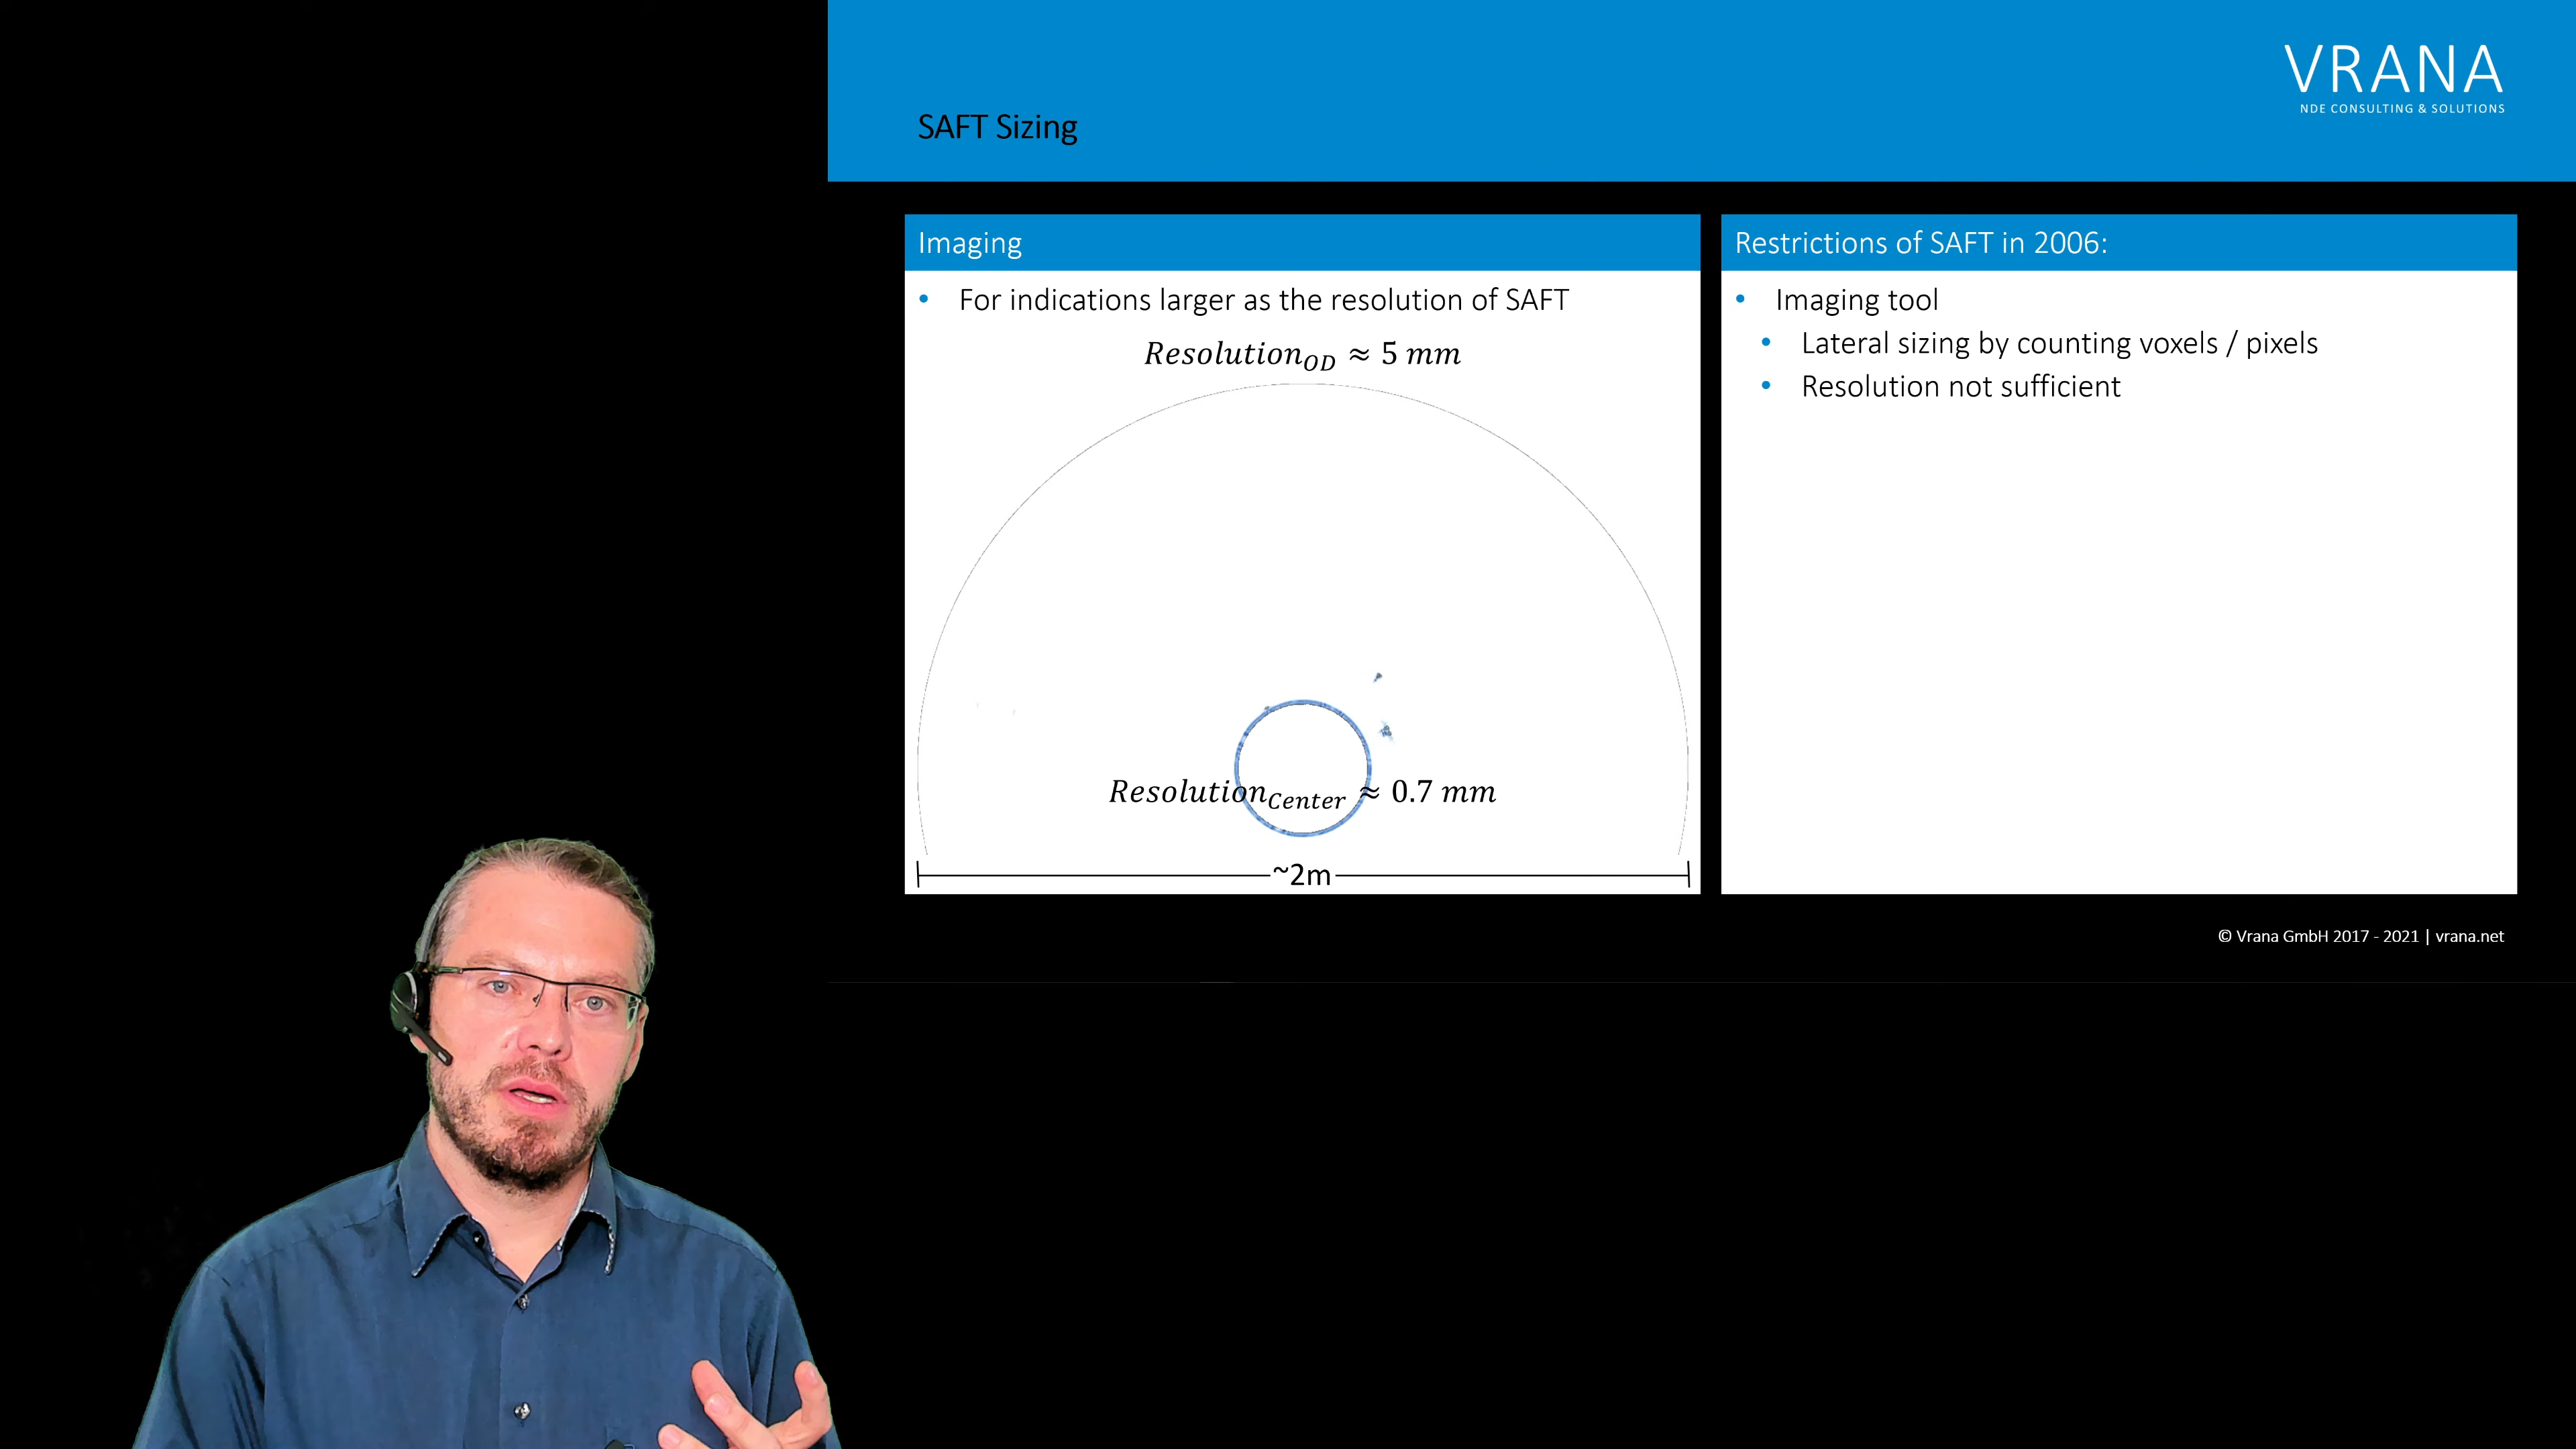 VRANA
NDE CONSULTING & SOLUTIONS
SAFT Sizing
Imaging
• For indications larger as the resolution of SAFT
Resolution_OD ≈ 5 mm
Resolution_Center ≈ 0.7 mm
~2m
Restrictions of SAFT in 2006:
• Imaging tool
• Lateral sizing by counting voxels / pixels
• Resolution not sufficient
© Vrana GmbH 2017 - 2021 | vrana.net